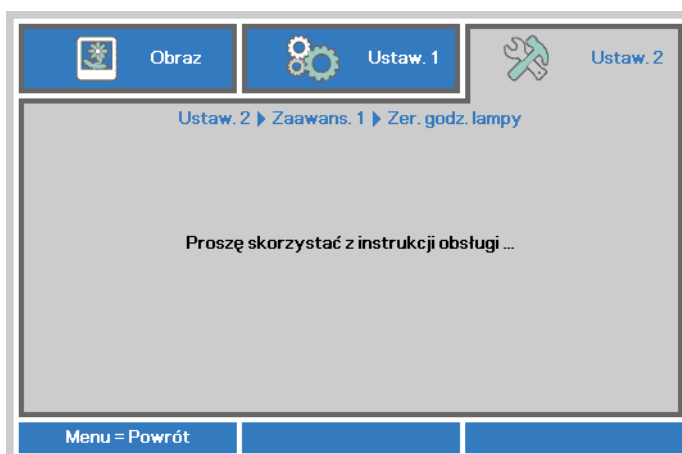 Obraz
Ustaw. 1
Ustaw. 2
Ustaw. 2 Zaawans. 1 Zer. godz. lampy
Proszę skorzystać z instrukcji obsługi ...
Menu = Powrót